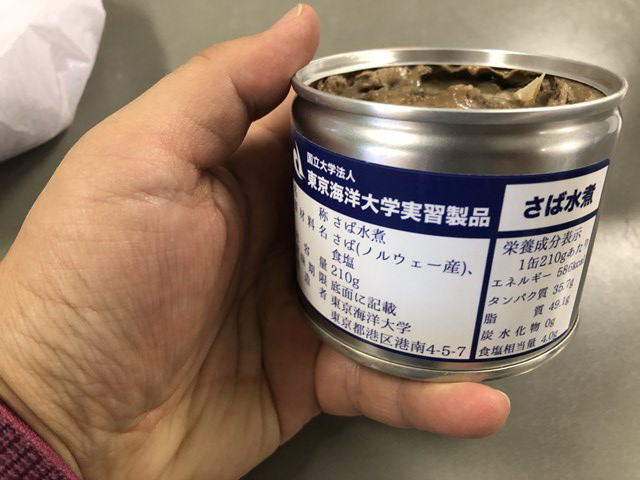 国立大学法人
東京海洋大学実習製品
称 さば水煮
材料名 さば(ノルウェー産)、
食塩
量 210g
期限 底面に記載
者 東京海洋大学
東京都港区港南4-5-7
さば水煮
栄養成分表示
1缶210gあたり
エネルギー 586kcal
タンパク質 35.7g
脂質 49.1g
炭水化物 0g
食塩相当量 4.0g